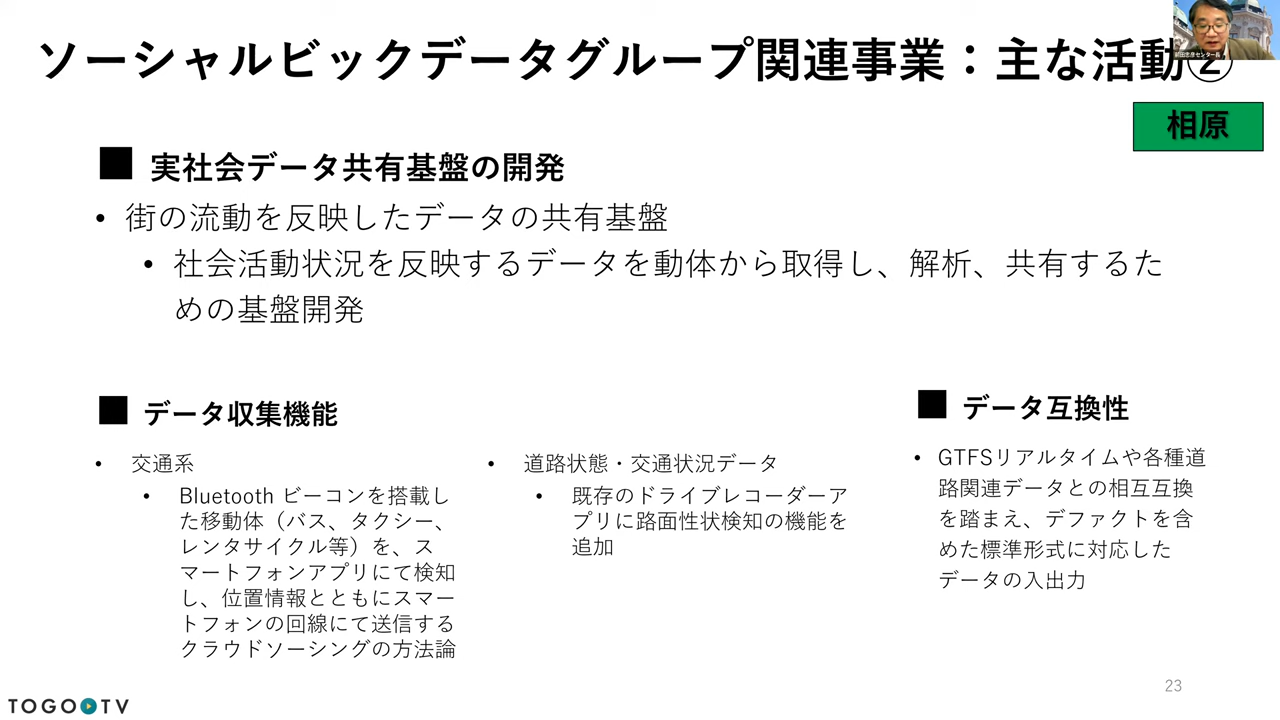 ソーシャルビックデータグループ関連事業：主な活動②
センター長
相原
■ 実社会データ共有基盤の開発
• 街の流動を反映したデータの共有基盤
• 社会活動状況を反映するデータを動体から取得し、解析、共有するた
めの基盤開発
■ データ収集機能
• 交通系
• Bluetooth ビーコンを搭載し
た移動体（バス、タクシー、
レンタサイクル等）を、ス
マートフォンアプリにて検知
し、位置情報とともにスマー
トフォンの回線にて送信する
クラウドソーシングの方法論
• 道路状態・交通状況データ
• 既存のドライブレコーダーア
プリに路面性状検知の機能を
追加
■ データ互換性
• GTFSリアルタイムや各種道
路関連データとの相互互換
を踏まえ、デファクトを含
めた標準形式に対応した
データの入出力
23
TOGOTV